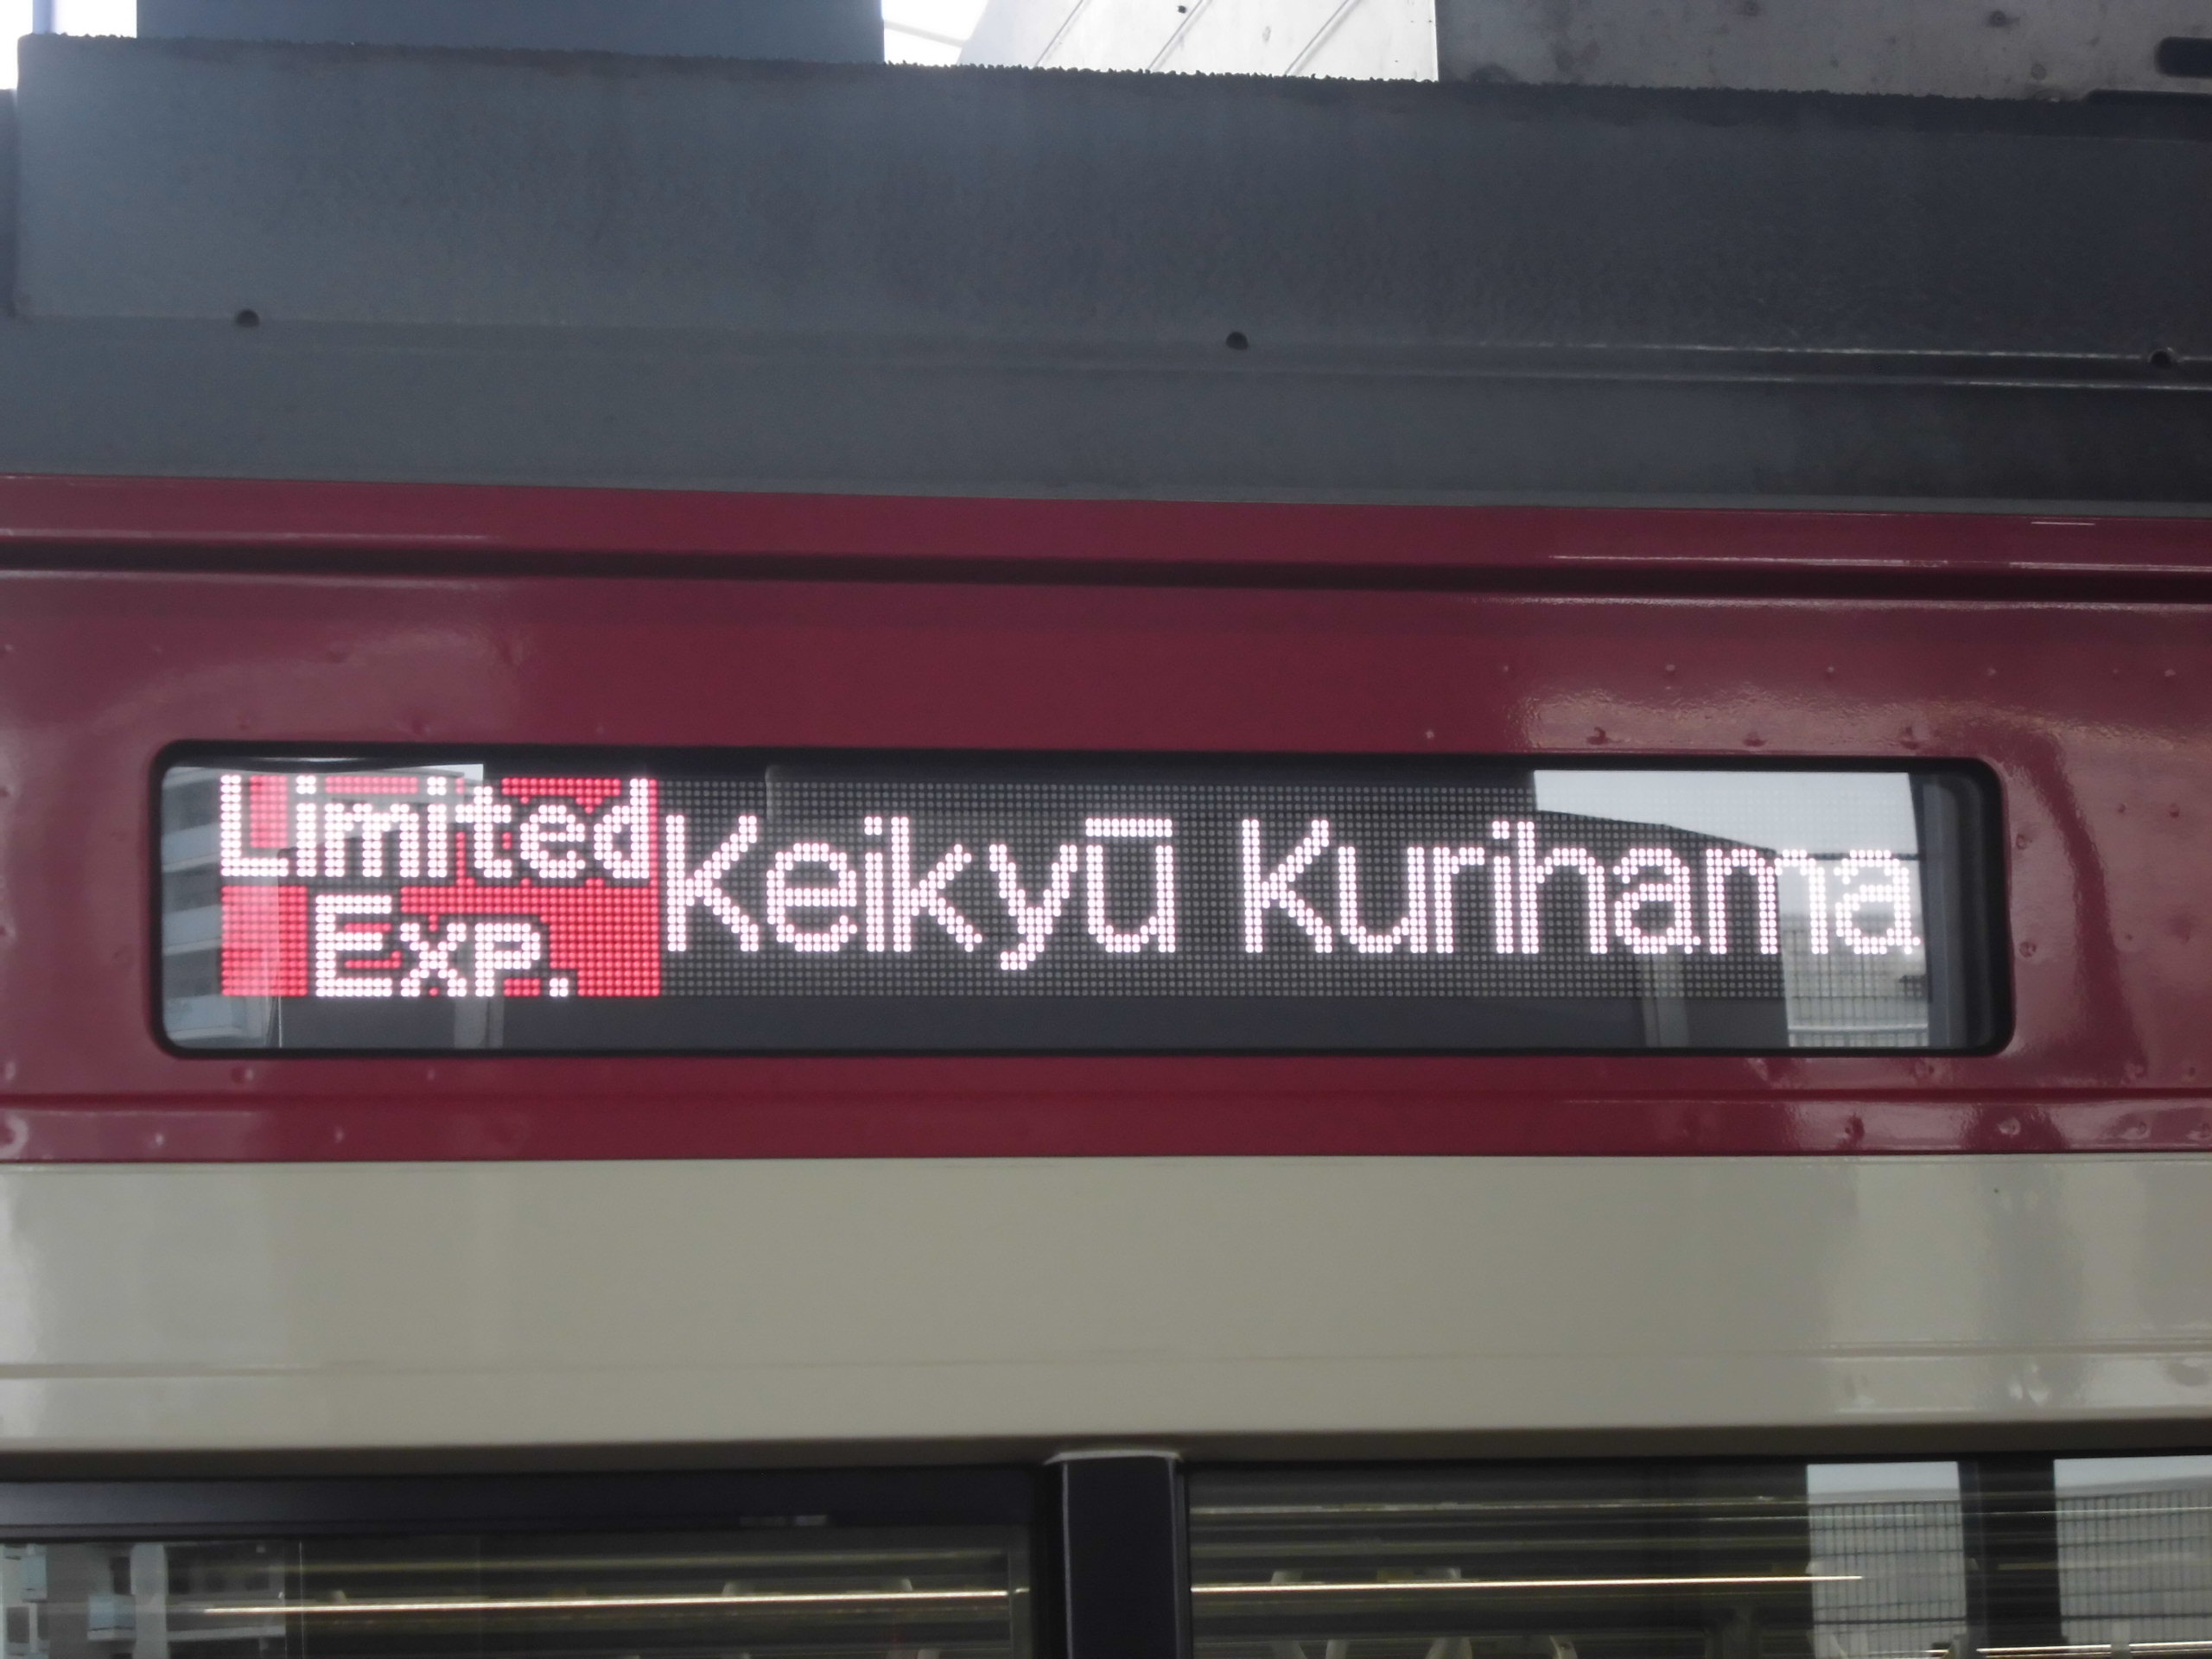 Limited
Exp.
Keikyū Kurihama